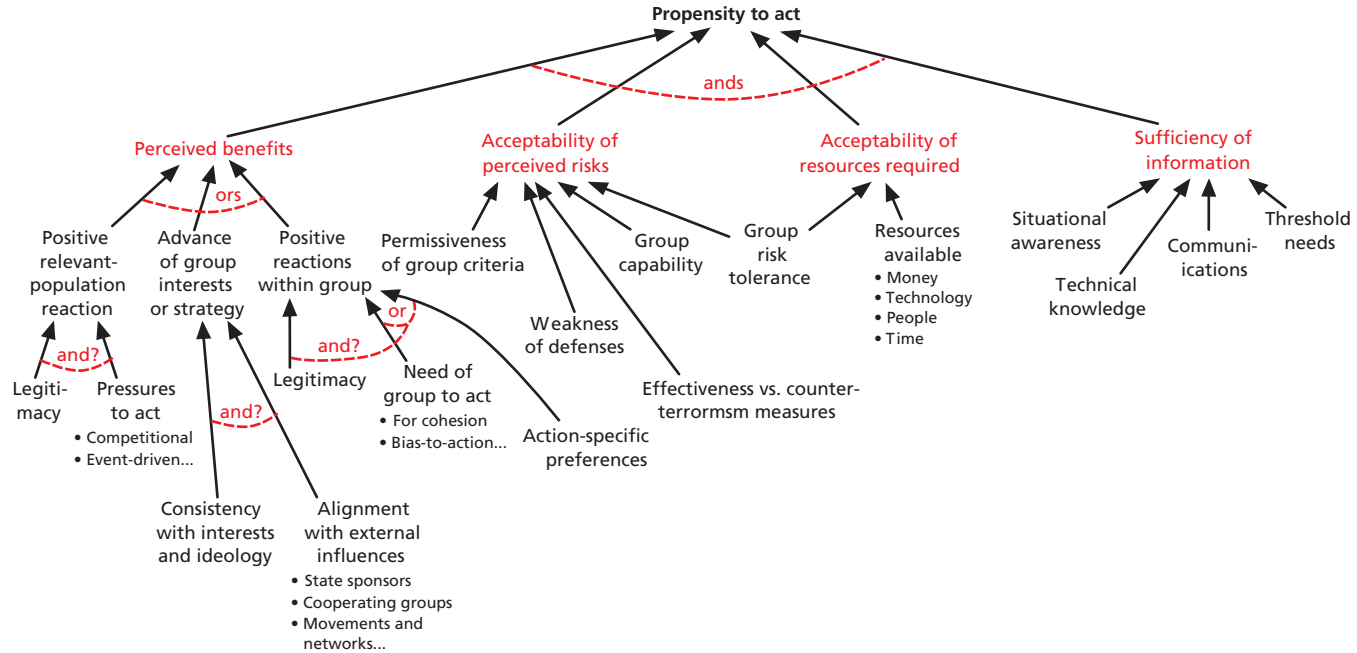 Propensity to act
ands
Perceived benefits
Acceptability of
perceived risks
Acceptability of
resources required
Sufficiency of
information
ors
Positive
relevant-
population
reaction
Advance
of group
interests
or strategy
Positive
reactions
within group
Permissiveness
of group criteria
Group
capability
Group
risk
tolerance
Resources
available
• Money
• Technology
• People
• Time
Situational
awareness
Technical
knowledge
Communi-
ications
Threshold
needs
and?
Legiti-
macy
Pressures
to act
• Competitional
• Event-driven...
and?
or
and?
Legitimacy
Need of
group to act
• For cohesion
• Bias-to-action...
Action-specific
preferences
Weakness
of defenses
Effectiveness vs. counter-
terrormsm measures
Consistency
with interests
and ideology
Alignment
with external
influences
• State sponsors
• Cooperating groups
• Movements and
networks...